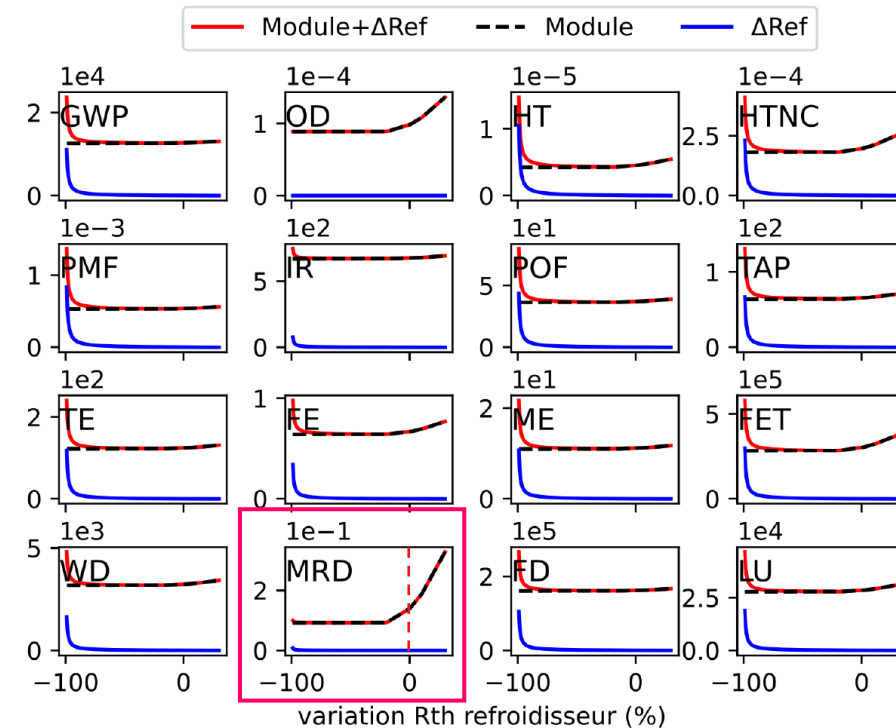 Module+ΔRef Module ΔRef
1e4 1e−4 1e−5 1e−4
2 GWP 1 OD 1 HT 2.5 HTNC
0 0 0 0.0
1e−3 1e2 1e1 1e2
1 PMF 5 IR 5 POF 1 TAP
0 0 0 0
1e2 1e1 1e5
2 TE 1 FE 2 ME 5 FET
0 0 0 0
1e3 1e−1 1e5 1e4
5 WD 2 MRD 2 FD 2.5 LU
0 0 0 0.0
−100 0 −100 0 −100 0 −100 0
variation Rth refroidisseur (%)